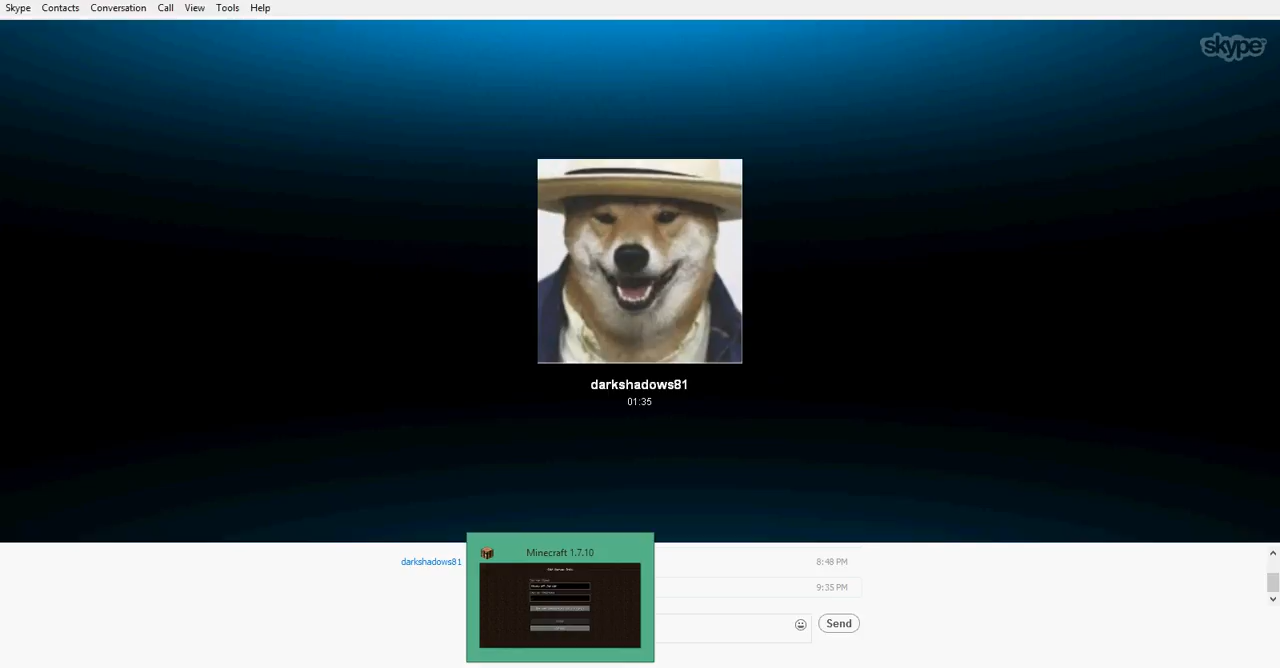 Skype Contacts Conversation Call View Tools Help
skype
darkshadows81
01:35
Minecraft 1.7.10
darkshadows81 8:48 PM
9:35 PM
Send